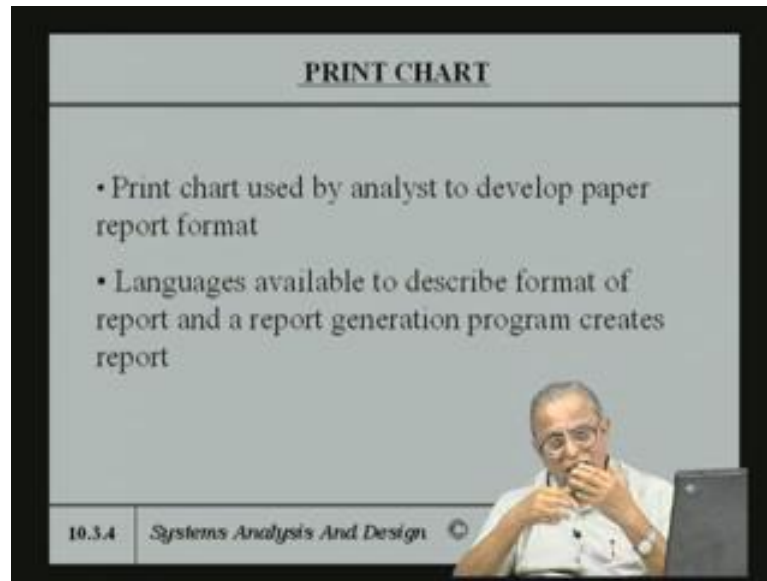 PRINT CHART
• Print chart used by analyst to develop paper
report format
• Languages available to describe format of
report and a report generation program creates
report
10.3.4 Systems Analysis And Design ©